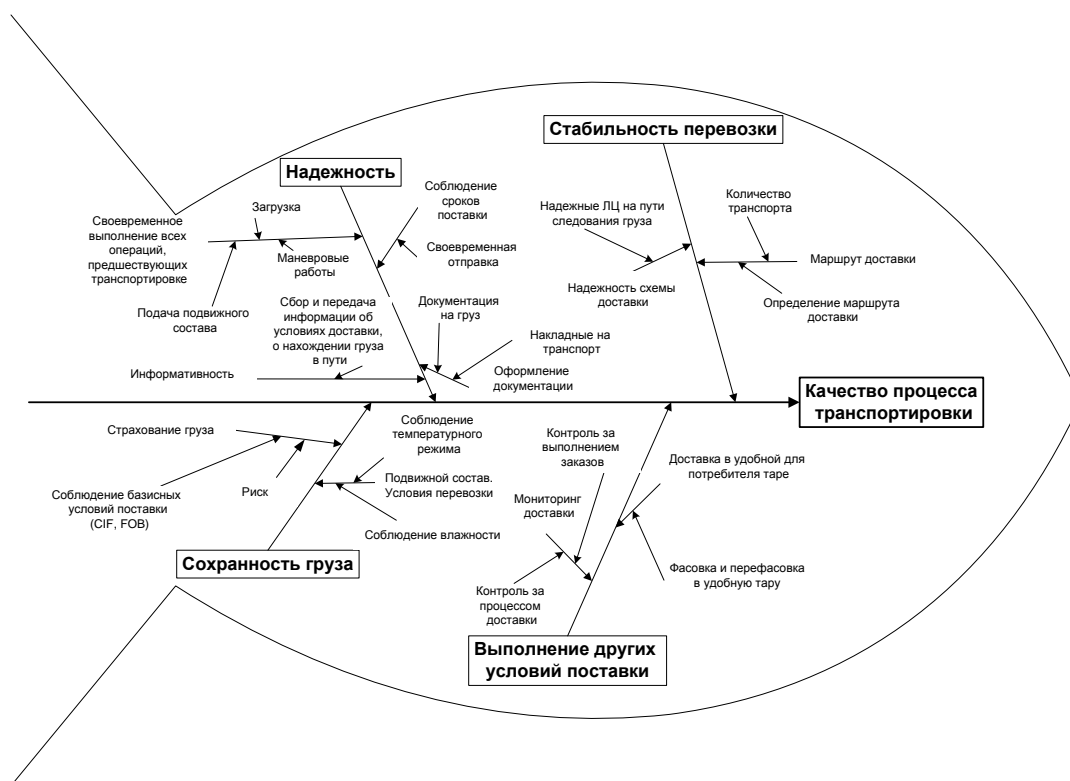 Стабильность перевозки
Надежность
Соблюдение
сроков
поставки
Количество
транспорта
Загрузка
Надежные ЛЦ на пути
следования груза
Своевременное
выполнение всех
операций,
предшествующих
транспортировке
Маневровые
работы
Своевременная
отправка
Маршрут доставки
Надежность схемы
доставки
Определение маршрута
доставки
Подача подвижного
состава
Сбор и передача
информации об
условиях доставки,
о нахождении груза
в пути
Документация
на груз
Накладные на
транспорт
Информативность
Оформление
документации
Качество процесса
транспортировки
Страхование груза
Соблюдение
температурного
режима
Контроль за
выполнением
заказов
Доставка в удобной для
потребителя таре
Соблюдение базисных
условий поставки
(CIF, FOB)
Риск
Подвижной состав.
Условия перевозки
Мониторинг
доставки
Соблюдение влажности
Сохранность груза
Фасовка и перефасовка
в удобную тару
Контроль за
процессом
доставки
Выполнение других
условий поставки